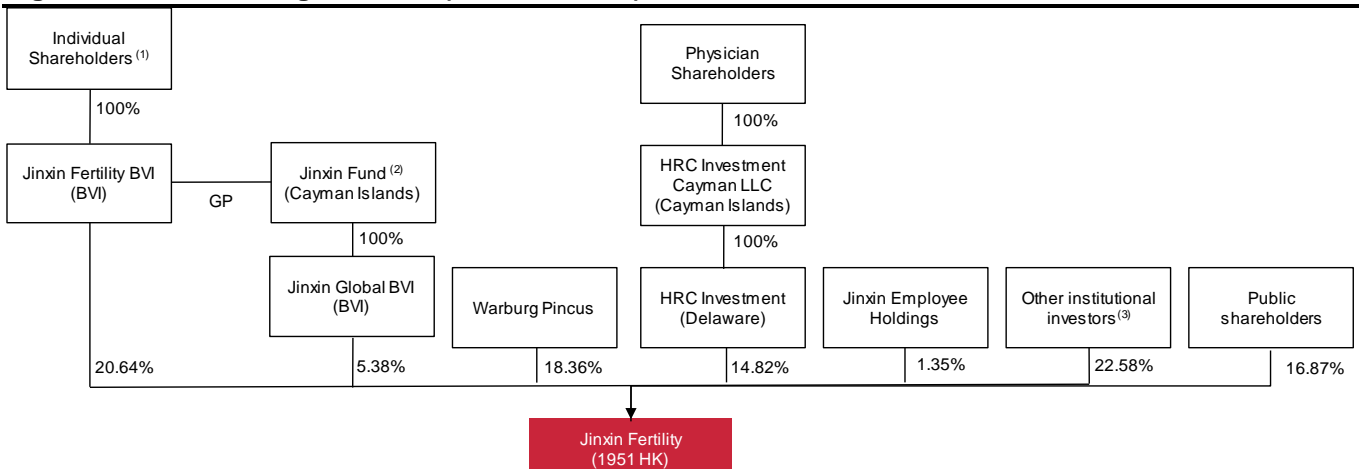 Individual
Shareholders (1)
Physician
Shareholders
100%
100%
Jinxin Fertility BVI
(BVI)
GP
Jinxin Fund (2)
(Cayman Islands)
HRC Investment
Cayman LLC
(Cayman Islands)
100%
100%
Jinxin Global BVI
(BVI)
Warburg Pincus
HRC Investment
(Delaware)
Jinxin Employee
Holdings
Other institutional
investors (3)
Public
shareholders
20.64%
5.38%
18.36%
14.82%
1.35%
22.58%
16.87%
Jinxin Fertility
(1951 HK)